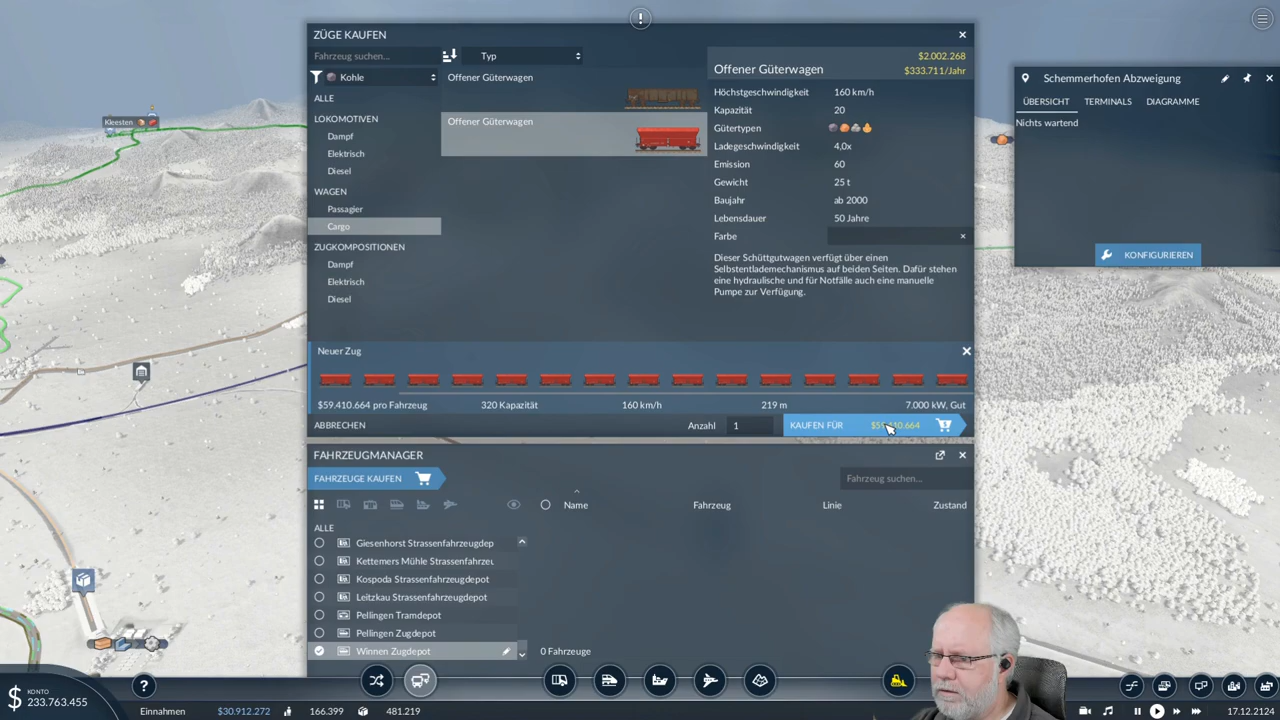 ZÜGE KAUFEN
Fahrzeug suchen...
Typ
Kohle
ALLE
LOKOMOTIVEN
Dampf
Elektrisch
Diesel
WAGEN
Passagier
Cargo
ZUGKOMPOSITIONEN
Dampf
Elektrisch
Diesel
Offener Güterwagen
Offener Güterwagen
$2.002.268
Offener Güterwagen
$333.711/Jahr
Höchstgeschwindigkeit 160 km/h
Kapazität 20
Gütertypen
Ladegeschwindigkeit 4,0x
Emission 60
Gewicht 25 t
Baujahr ab 2000
Lebensdauer 50 Jahre
Farbe
Dieser Schüttgutwagen verfügt über einen
Selbstentlademechanismus auf beiden Seiten. Dafür stehen
eine hydraulische und für Notfälle auch eine manuelle
Pumpe zur Verfügung.
Neuer Zug
$59.410.664 pro Fahrzeug 320 Kapazität 160 km/h 219 m 7.000 kW, Gut
ABBRECHEN Anzahl 1 KAUFEN FÜR
FAHRZEUGMANAGER
FAHRZEUGE KAUFEN
Fahrzeug suchen...
Name Fahrzeug Linie Zustand
ALLE
Giesenhorst Strassenfahrzeugdep
Kettemers Mühle Strassenfahrzeu
Kospoda Strassenfahrzeugdepot
Leitzkau Strassenfahrzeugdepot
Pellingen Tramdepot
Pellingen Zugdepot
Winnen Zugdepot 0 Fahrzeuge
Schemmerhofen Abzweigung
ÜBERSICHT TERMINALS DIAGRAMME
Nichts wartend
KONFIGURIEREN
Kleesten
$ KONTO
233.763.455
?
Einnahmen $30.912.272 166.399 481.219
17.12.2124